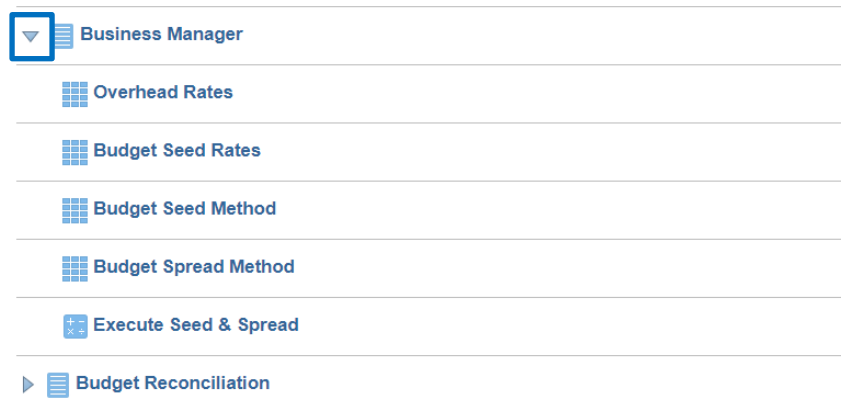 Business Manager
Overhead Rates
Budget Seed Rates
Budget Seed Method
Budget Spread Method
Execute Seed & Spread
Budget Reconciliation